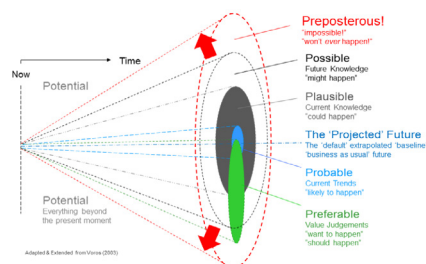 Preposterous!
"impossible!"
"won't ever happen!"
Time
Now
Potential
Possible
Future Knowledge
"might happen"
Plausible
Current Knowledge
"could happen"
The 'Projected' Future
The 'default' extrapolated 'baseline'
'business as usual' future
Probable
Current Trends
"likely to happen"
Preferable
Value Judgements
"want to happen"
"should happen"
Potential
Everything beyond
the present moment
Adapted & Extended from Voros (2003)